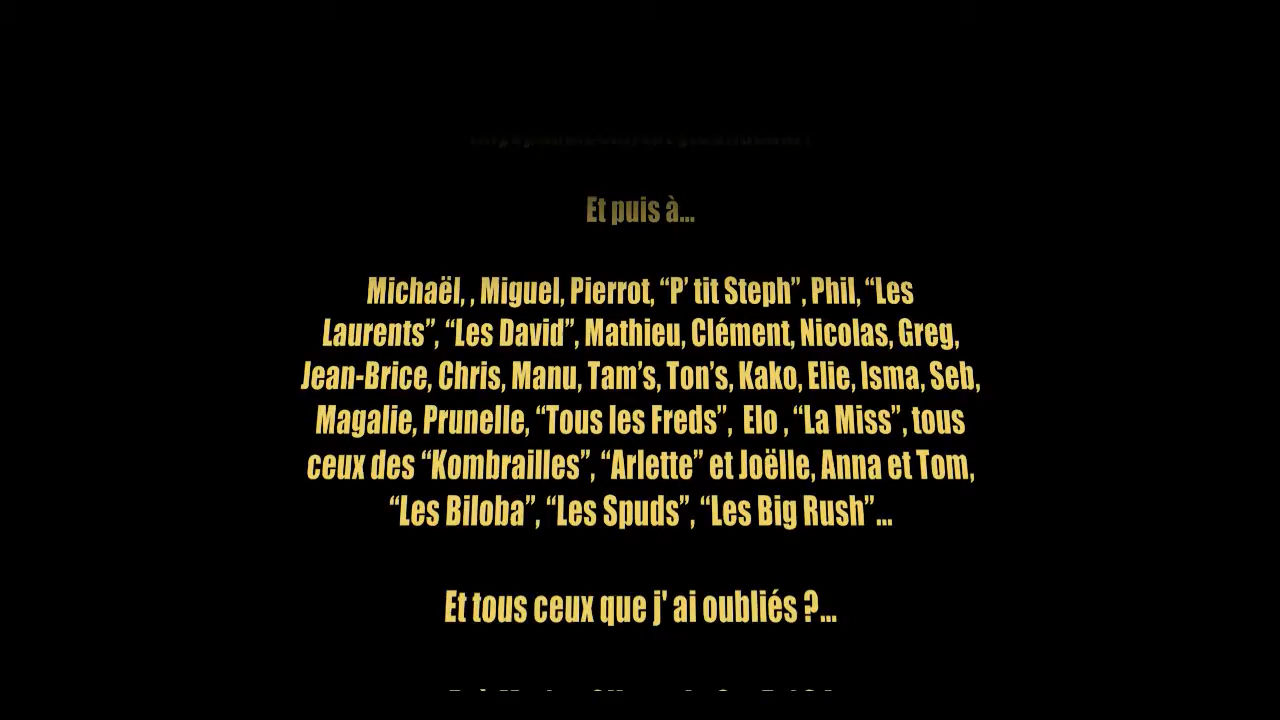 Et puis à...
Michaël, , Miguel, Pierrot, “P’ tit Steph”, Phil, “Les
Laurents”, “Les David”, Mathieu, Clément, Nicolas, Greg,
Jean-Brice, Chris, Manu, Tam’s, Ton’s, Kako, Elie, Isma, Seb,
Magalie, Prunelle, “Tous les Freds”,  Elo , “La Miss”, tous
ceux des “Kombrailles”, “Arlette” et Joëlle, Anna et Tom,
“Les Biloba”, “Les Spuds”, “Les Big Rush”...
Et tous ceux que j' ai oubliés ?...